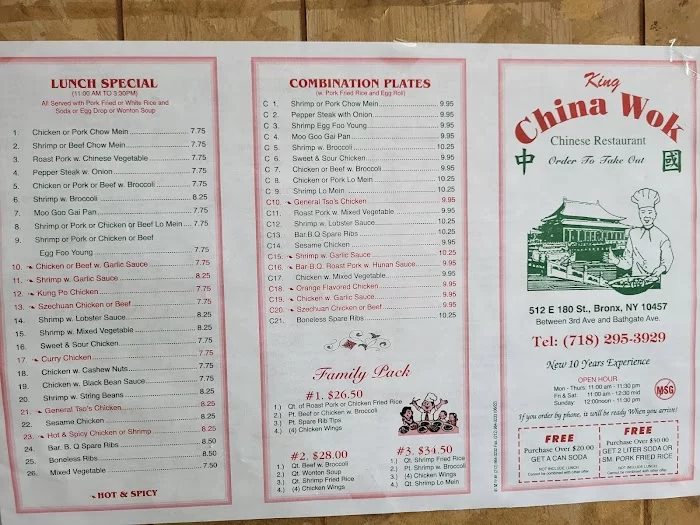 LUNCH SPECIAL
(11:00 AM TO 3:30PM)
All Served with Pork Fried or White Rice and
Soda or Egg Drop or Wonton Soup
1. Chicken or Pork Chow Mein 7.75
2. Shrimp or Beef Chow Mein 7.75
3. Roast Pork w. Chinese Vegetable 7.75
4. Pepper Steak w. Onion 7.75
5. Chicken or Pork or Beef w. Broccoli 7.75
6. Shrimp w. Broccoli 8.25
7. Moo Goo Gai Pan 7.75
8. Shrimp or Pork or Chicken or Beef Lo Mein 7.75
9. Shrimp or Pork or Chicken or Beef
Egg Foo Young 7.75
10. Chicken or Beef w. Garlic Sauce 7.75
11. Shrimp w. Garlic Sauce 8.25
12. Kung Po Chicken 7.75
13. Szechuan Chicken or Beef 7.75
14. Shrimp w. Lobster Sauce 8.25
15. Shrimp w. Mixed Vegetable 8.25
16. Sweet & Sour Chicken 7.75
17. Curry Chicken 7.75
18. Chicken w. Cashew Nuts 7.75
19. Chicken w. Black Bean Sauce 7.75
20. Shrimp w. String Beans 8.25
21. General Tso's Chicken 8.25
22. Sesame Chicken 8.25
23. Hot & Spicy Chicken or Shrimp 8.25
24. Bar. B. Q Spare Ribs 8.50
25. Boneless Ribs 8.50
26. Mixed Vegetable 7.50
HOT & SPICY
COMBINATION PLATES
(w. Pork Fried Rice and Egg Roll)
C 1. Shrimp or Pork Chow Mein 9.95
C 2. Pepper Steak with Onion 9.95
C 3. Shrimp Egg Foo Young 9.95
C 4. Moo Goo Gai Pan 9.95
C 5. Shrimp w. Broccoli 10.25
C 6. Sweet & Sour Chicken 9.95
C 7. Chicken or Beef w. Broccoli 9.95
C 8. Chicken or Pork Lo Mein 9.95
C 9. Shrimp Lo Mein 10.25
C10. General Tso's Chicken 9.95
C11. Roast Pork w. Mixed Vegetable 9.95
C12. Shrimp w. Lobster Sauce 10.25
C13. Bar.B.Q Spare Ribs 10.25
C14. Sesame Chicken 9.95
C15. Shrimp w. Garlic Sauce 10.25
C16. Bar-B.Q. Roast Pork w. Hunan Sauce 9.95
C17. Chicken w. Mixed Vegetable 9.95
C18. Orange Flavored Chicken 9.95
C19. Chicken w. Garlic Sauce 9.95
C20. Szechuan Chicken or Beef 9.95
C21. Boneless Spare Ribs 10.25
Family Pack
#1. $26.50
1.) Qt. of Roast Pork or Chicken Fried Rice
2.) Pt. Beef or Chicken w. Broccoli
3.) Pt. Spare Rib Tips
4.) (4) Chicken Wings
#2. $28.00
1.) Qt. Beef w. Broccoli
2.) Qt. Wonton Soup
3.) Qt. Shrimp Fried Rice
4.) (4) Chicken Wings
#3. $34.50
1.) Qt. Shrimp Fried Rice
2.) Pt. Shrimp w. Broccoli
3.) (4) Chicken Wings
4.) Qt. Shrimp Lo Mein
King
China Wok
Chinese Restaurant
中 Order To Take Out 國
512 E 180 St., Bronx, NY 10457
Between 3rd Ave and Bathgate Ave.
Tel: (718) 295-3929
New 10 Years Experience
OPEN HOUR
Mon - Thurs: 11:00 am - 11:30 pm
Fri & Sat 11:00 am - 12:30 mid
Sunday 12:00noon - 11:30 pm
MSG
If you order by phone, it will be ready When you arrive!
FREE
Purchase Over $20.00
GET A CAN SODA
NOT INCLUDE LUNCH
Cannot be combined with other offer
FREE
Purchase Over $30.00
GET 2 LITER SODA OR
SM. PORK FRIED RICE
NOT INCLUDE LUNCH
Cannot be combined with other offer